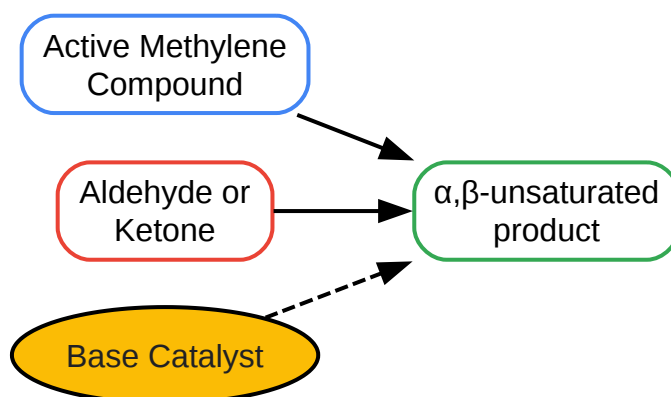 Active Methylene
Compound
Aldehyde or
Ketone
α,β-unsaturated
product
Base Catalyst